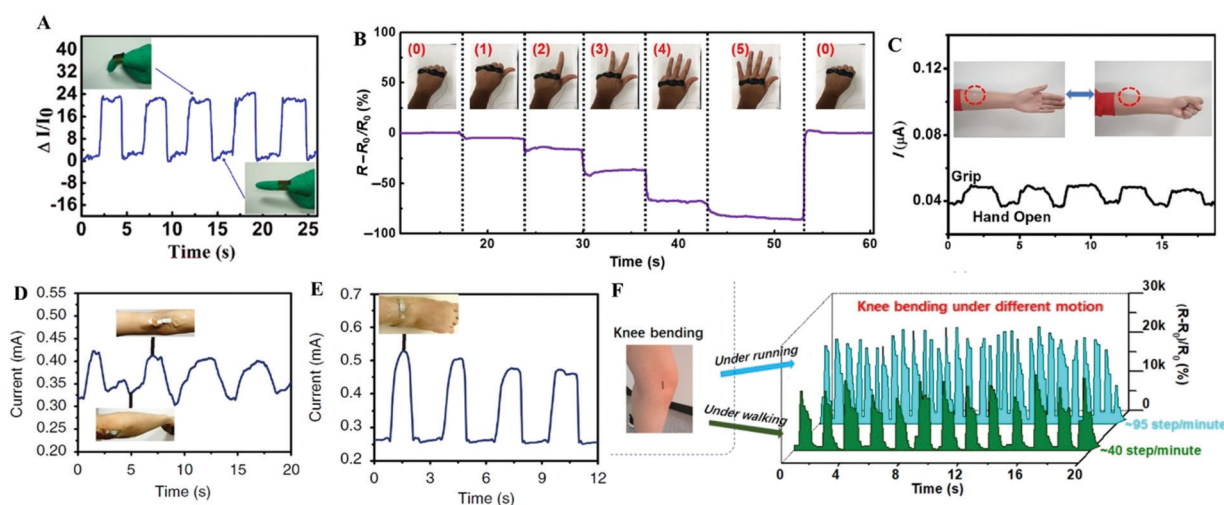 A
Δ I/I0
40
32
24
16
8
0
-8
-16
0 5 10 15 20 25
Time (s)
B
R−R0/R0 (%)
100
50
0
−50
−100
(0) (1) (2) (3) (4) (5) (0)
20 30 40 50 60
Time (s)
C
I (μA)
0.12
0.08
0.04
Grip
Hand Open
0 5 10 15
Time (s)
D
Current (mA)
0.55
0.50
0.45
0.40
0.35
0.30
0.25
0.20
0 5 10 15 20
Time (s)
E
Current (mA)
0.7
0.6
0.5
0.4
0.3
0.2
0 3 6 9 12
Time (s)
F
Knee bending
Under running
Under walking
Knee bending under different motion
30k
20k
10k
0
(R-R0)/R0 (%)
~95 step/minute
~40 step/minute
0 2 4 6 8 10 12 14 16 20
Time (s)